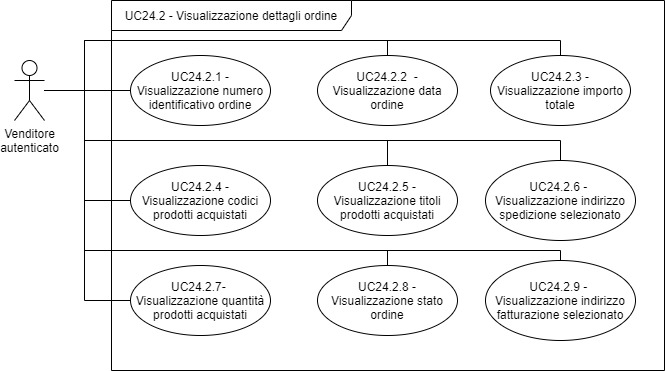 UC24.2 - Visualizzazione dettagli ordine
Venditore
autenticato
UC24.2.1 -
Visualizzazione numero
identificativo ordine
UC24.2.2  -
Visualizzazione data
ordine
UC24.2.3 -
Visualizzazione importo
totale
UC24.2.4 -
Visualizzazione codici
prodotti acquistati
UC24.2.5 -
Visualizzazione titoli
prodotti acquistati
UC24.2.6 -
Visualizzazione indirizzo
spedizione selezionato
UC24.2.7-
Visualizzazione quantità
prodotti acquistati
UC24.2.8 -
Visualizzazione stato
ordine
UC24.2.9 -
Visualizzazione indirizzo
fatturazione selezionato